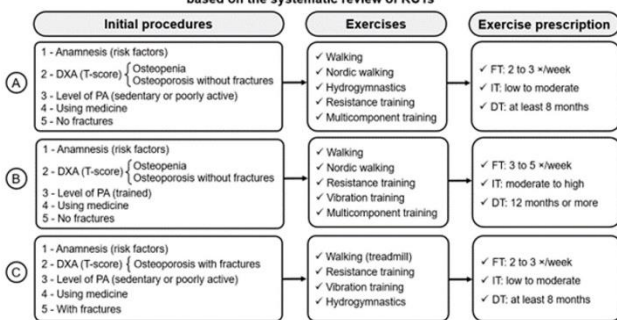 based on the systematic review of RCTs
Initial procedures
Exercises
Exercise prescription
A
1 - Anamnesis (risk factors)
2 - DXA (T-score) { Osteopenia
Osteoporosis without fractures
3 - Level of PA (sedentary or poorly active)
4 - Using medicine
5 - No fractures
✓ Walking
✓ Nordic walking
✓ Hydrogymnastics
✓ Resistance training
✓ Multicomponent training
✓ FT: 2 to 3 ×/week
✓ IT: low to moderate
✓ DT: at least 8 months
B
1 - Anamnesis (risk factors)
2 - DXA (T-score) { Osteopenia
Osteoporosis without fractures
3 - Level of PA (trained)
4 - Using medicine
5 - No fractures
✓ Walking
✓ Nordic walking
✓ Resistance training
✓ Vibration training
✓ Multicomponent training
✓ FT: 3 to 5 ×/week
✓ IT: moderate to high
✓ DT: 12 months or more
C
1 - Anamnesis (risk factors)
2 - DXA (T-score) { Osteoporosis with fractures
3 - Level of PA (sedentary or poorly active)
4 - Using medicine
5 - With fractures
✓ Walking (treadmill)
✓ Resistance training
✓ Vibration training
✓ Hydrogymnastics
✓ FT: 2 to 3 ×/week
✓ IT: low to moderate
✓ DT: at least 8 months